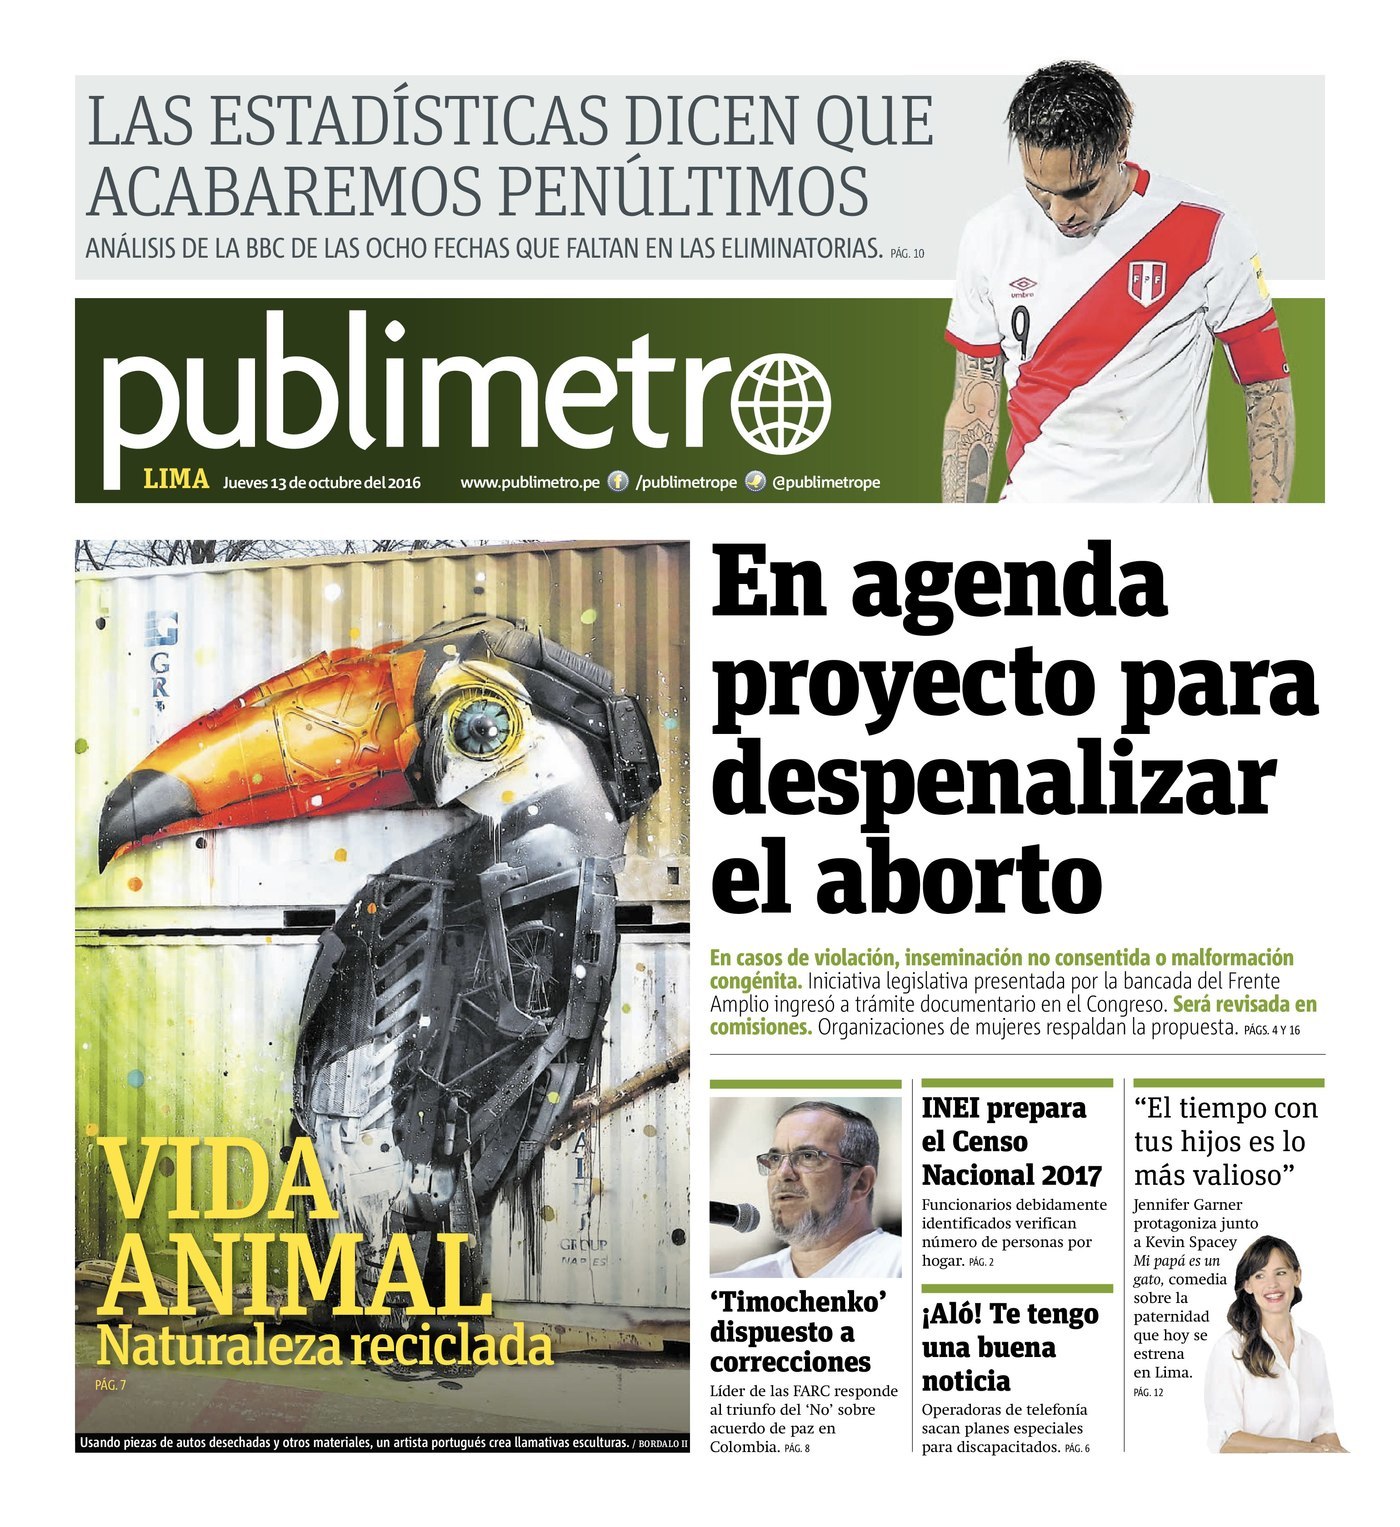 LAS ESTADÍSTICAS DICEN QUE
ACABAREMOS PENÚLTIMOS
ANÁLISIS DE LA BBC DE LAS OCHO FECHAS QUE FALTAN EN LAS ELIMINATORIAS. PÁG. 10
umbro
9
FPF
publimetro
LIMA Jueves 13 de octubre del 2016 www.publimetro.pe f /publimetrope @publimetrope
G
GR
VIDA
ANIMAL
Naturaleza reciclada
PÁG. 7
GROUP
Usando piezas de autos desechadas y otros materiales, un artista portugués crea llamativas esculturas. / BORDALO II
En agenda
proyecto para
despenalizar
el aborto
En casos de violación, inseminación no consentida o malformación
congénita. Iniciativa legislativa presentada por la bancada del Frente
Amplio ingresó a trámite documentario en el Congreso. Será revisada en
comisiones. Organizaciones de mujeres respaldan la propuesta. PÁGS. 4 Y 16
‘Timochenko’
dispuesto a
correcciones
Líder de las FARC responde
al triunfo del ‘No’ sobre
acuerdo de paz en
Colombia. PÁG. 8
INEI prepara
el Censo
Nacional 2017
Funcionarios debidamente
identificados verifican
número de personas por
hogar. PÁG. 2
¡Aló! Te tengo
una buena
noticia
Operadoras de telefonía
sacan planes especiales
para discapacitados. PÁG. 6
“El tiempo con
tus hijos es lo
más valioso”
Jennifer Garner
protagoniza junto
a Kevin Spacey
Mi papá es un
gato, comedia
sobre la
paternidad
que hoy se
estrena
en Lima.
PÁG. 12